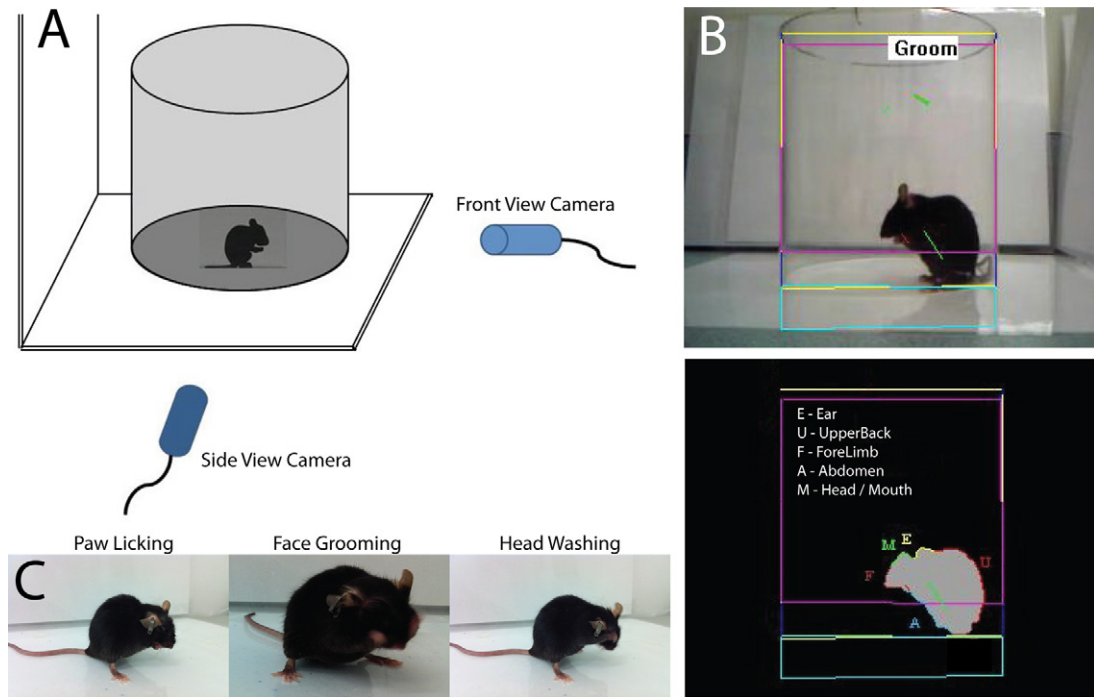 A
Front View Camera
Side View Camera
B
Groom
E - Ear
U - UpperBack
F - ForeLimb
A - Abdomen
M - Head / Mouth
M
E
U
F
A
C
Paw Licking
Face Grooming
Head Washing